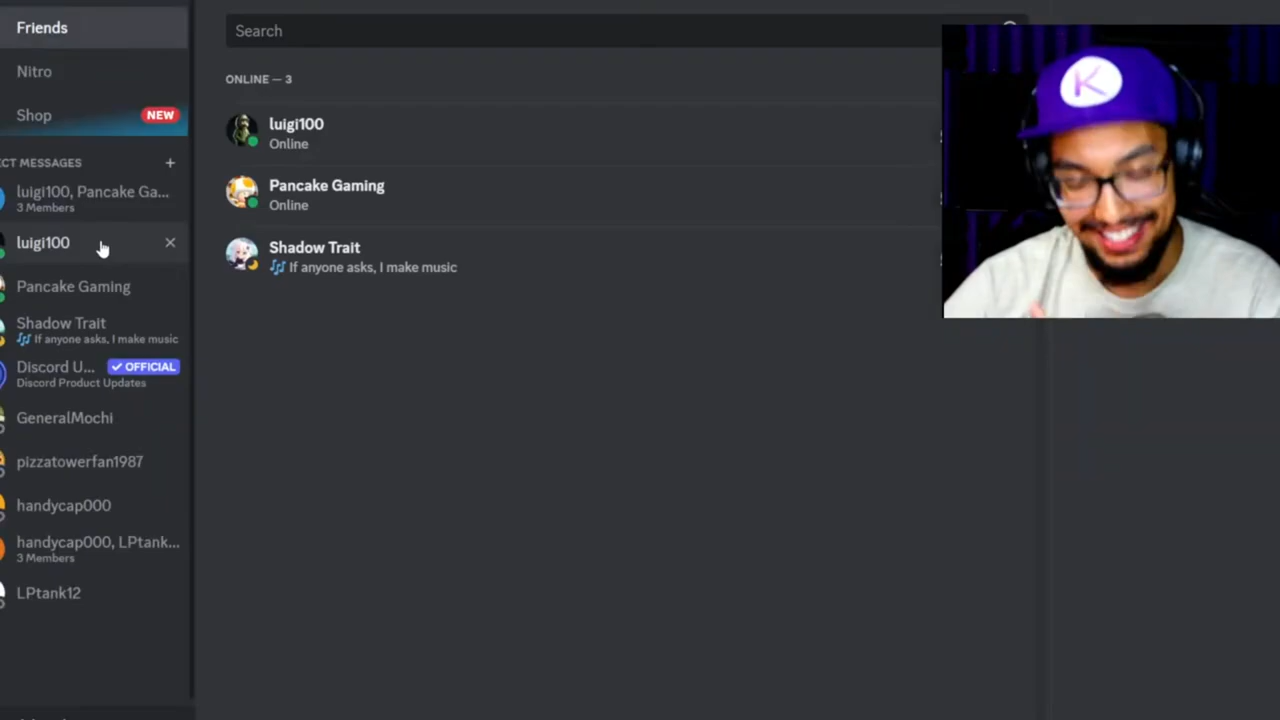 Friends
Nitro
Shop
NEW
CT MESSAGES
+
luigi100, Pancake Ga...
3 Members
luigi100
Pancake Gaming
Shadow Trait
If anyone asks, I make music
Discord U...
OFFICIAL
Discord Product Updates
GeneralMochi
pizzatowerfan1987
handycap000
handycap000, LPtank...
3 Members
LPtank12
Search
ONLINE — 3
luigi100
Online
Pancake Gaming
Online
Shadow Trait
If anyone asks, I make music
K